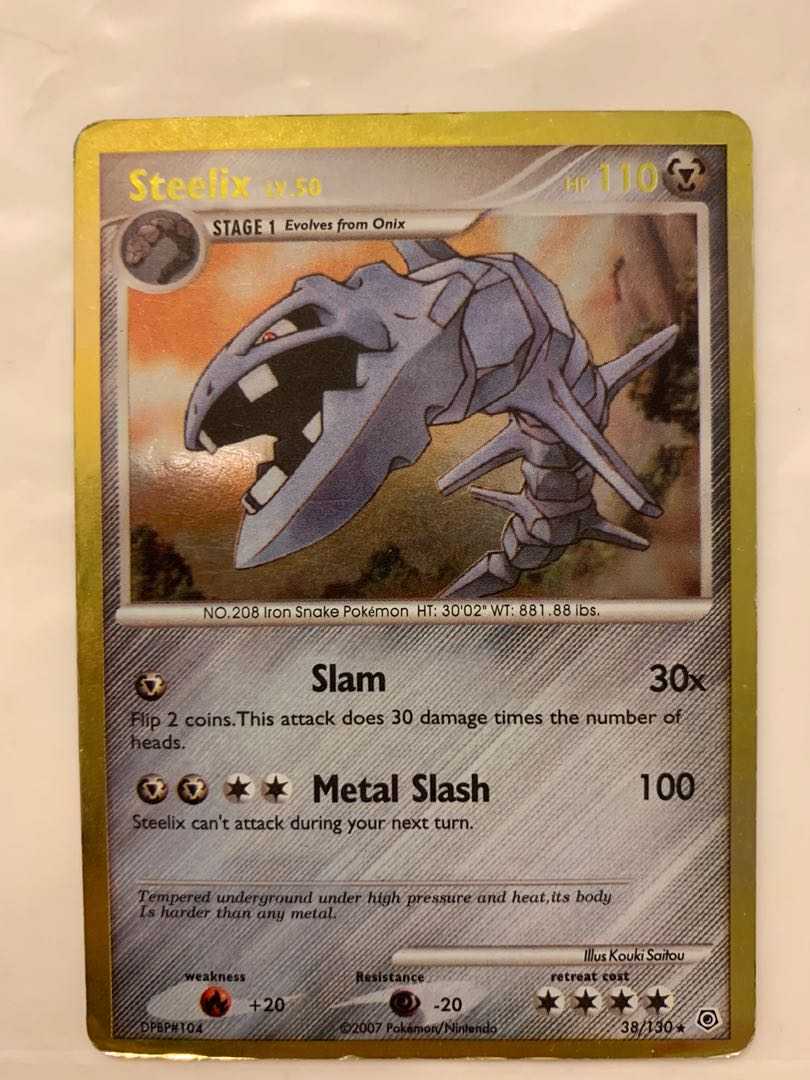 Steelix LV.50 HP 110
STAGE 1 Evolves from Onix
NO.208 Iron Snake Pokémon HT: 30'02" WT: 881.88 lbs.
Slam 30x
Flip 2 coins.This attack does 30 damage times the number of
heads.
Metal Slash 100
Steelix can't attack during your next turn.
Tempered underground under high pressure and heat,its body
Is harder than any metal.
Illus Kouki Saitou
weakness Resistance retreat cost
+20 -20
DPBP#104 ©2007 Pokémon/Nintendo 38/130★